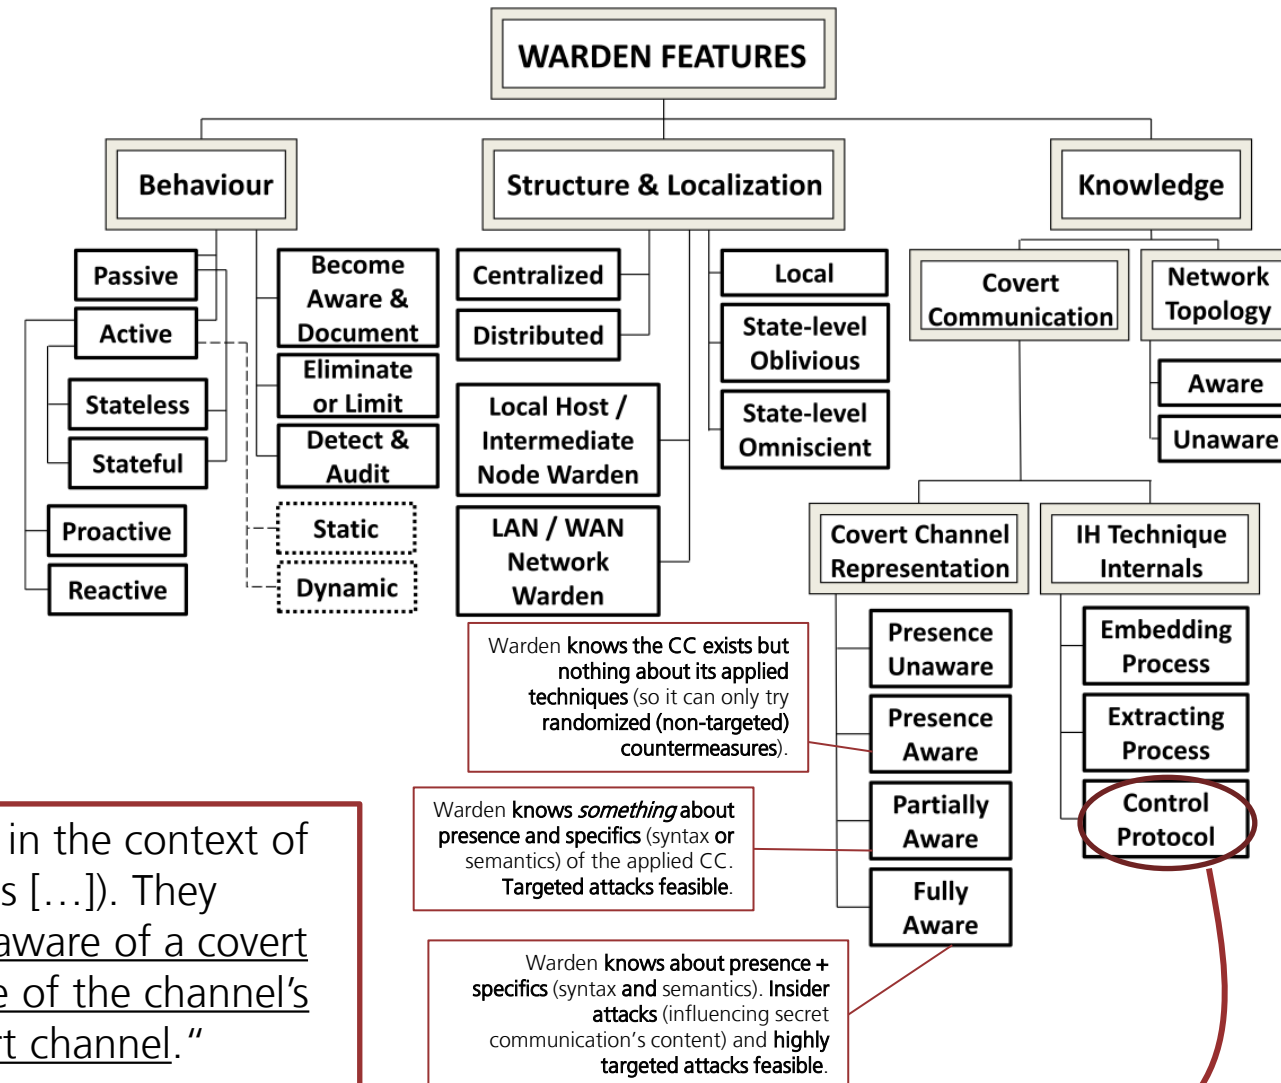 WARDEN FEATURES
Behaviour
Structure & Localization
Knowledge
Passive
Active
Stateless
Stateful
Proactive
Reactive
Become
Aware &
Document
Eliminate
or Limit
Detect &
Audit
Static
Dynamic
Centralized
Distributed
Local Host /
Intermediate
Node Warden
LAN / WAN
Network
Warden
Local
State-level
Oblivious
State-level
Omniscient
Covert
Communication
Network
Topology
Aware
Unaware
Covert Channel
Representation
IH Technique
Internals
Presence
Unaware
Presence
Aware
Partially
Aware
Fully
Aware
Embedding
Process
Extracting
Process
Control
Protocol
Warden knows the CC exists but
nothing about its applied
techniques (so it can only try
randomized (non-targeted)
countermeasures).
Warden knows something about
presence and specifics (syntax or
semantics) of the applied CC.
Targeted attacks feasible.
Warden knows about presence +
specifics (syntax and semantics). Insider
attacks (influencing secret
communication's content) and highly
targeted attacks feasible.
in the context of
s […]). They
aware of a covert
e of the channel's
rt channel."